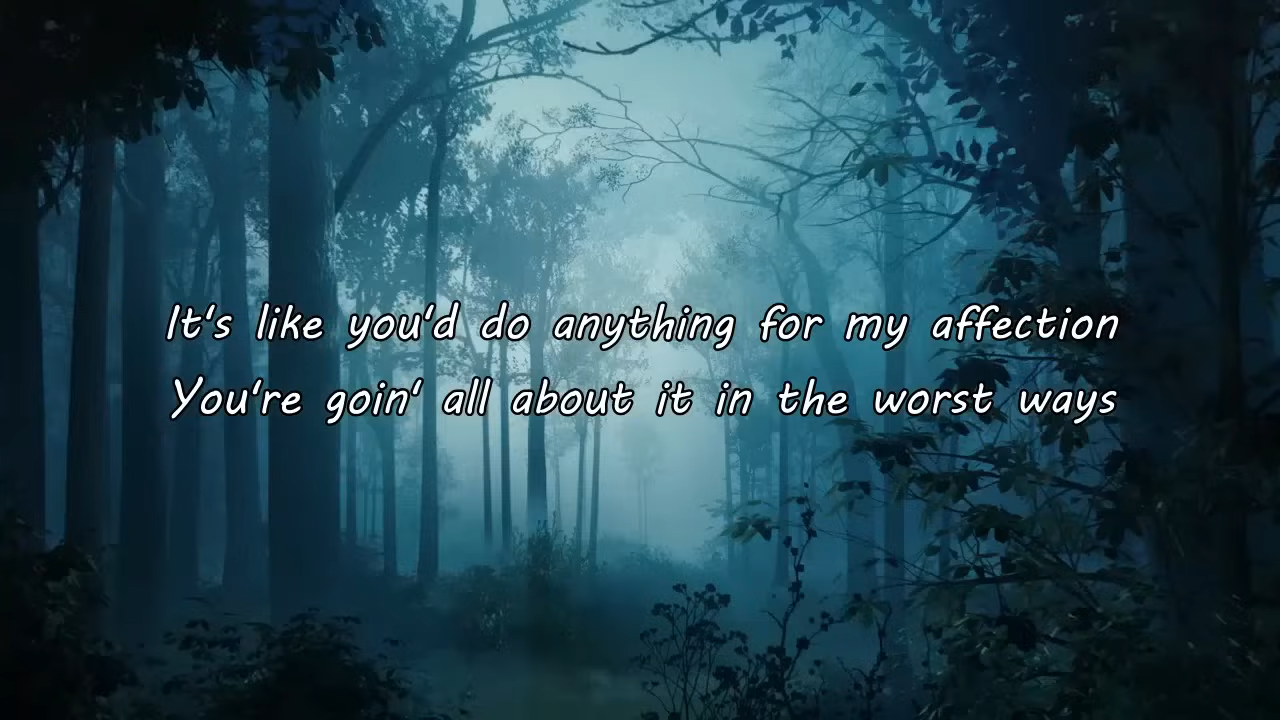 It's like you'd do anything for my affection
You're goin' all about it in the worst ways